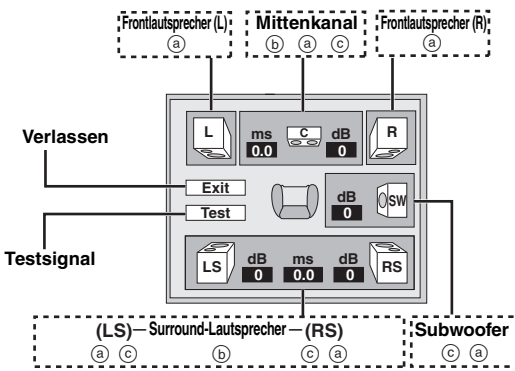 Frontlautsprecher (L) Mittenkanal Frontlautsprecher (R)
ⓐ ⓑ ⓐ ⓒ ⓐ
L ms C dB R
0.0 0
Verlassen
Exit dB SW
Test 0
Testsignal
LS dB ms dB RS
0 0.0 0
(LS)—Surround-Lautsprecher—(RS) Subwoofer
ⓐ ⓒ ⓑ ⓒ ⓐ ⓒ ⓐ